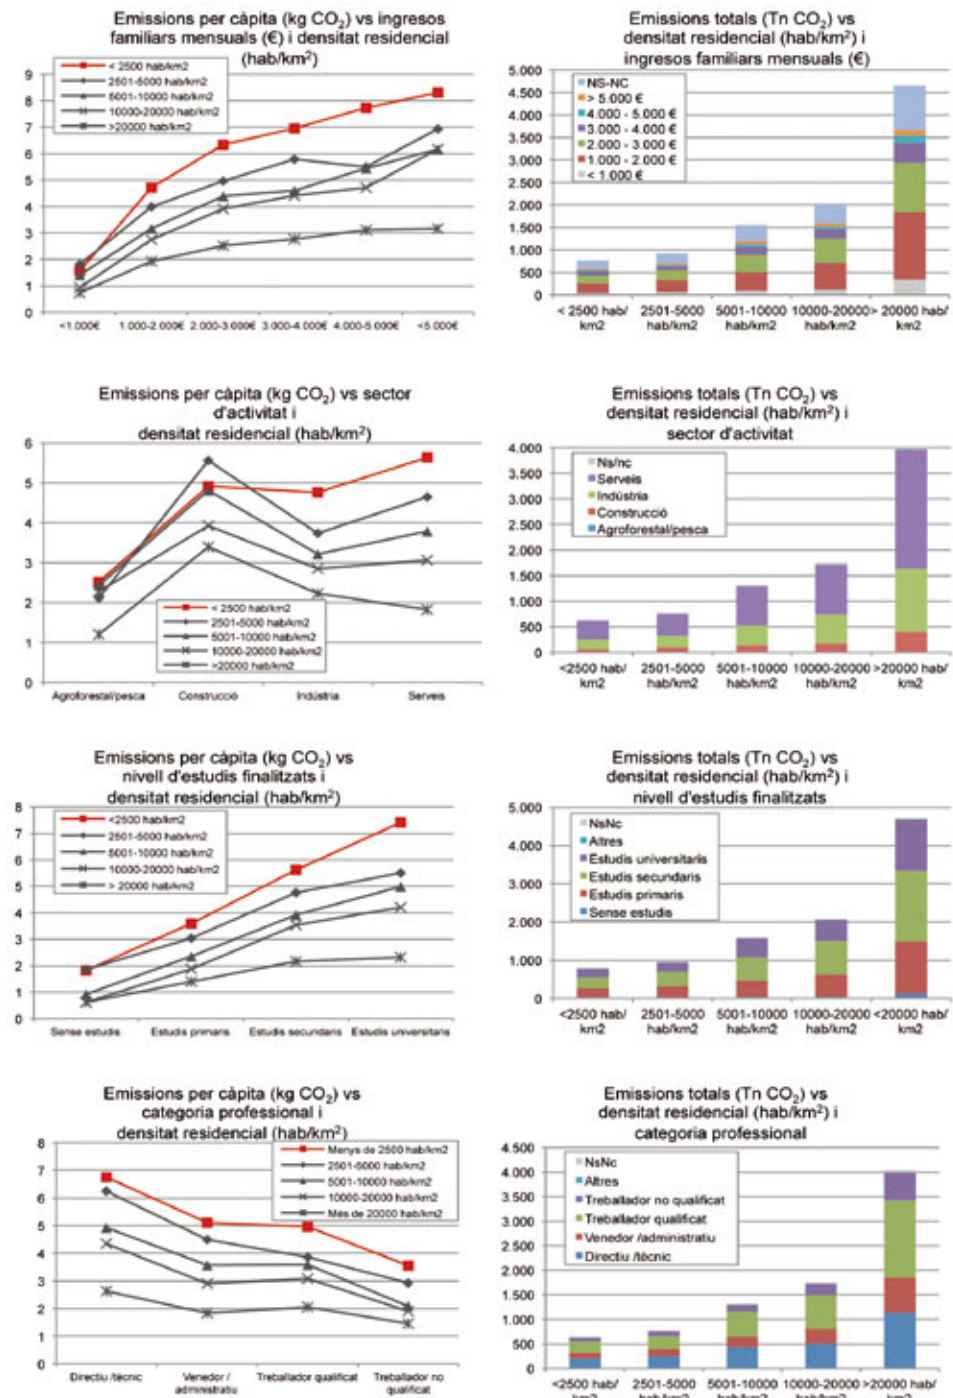 Emissions per càpita (kg CO2) vs ingresos
familiars mensuals (€) i densitat residencial
(hab/km2)
9
8
7
6
5
4
3
2
1
0
< 2500 hab/km2
2501-5000 hab/km2
5001-10000 hab/km2
10000-20000 hab/km2
>20000 hab/km2
<1.000€
1.000-2.000€
2.000-3.000€
3.000-4.000€
4.000-5.000€
<5.000€
Emissions totals (Tn CO2) vs
densitat residencial (hab/km2) i
ingresos familiars mensuals (€)
5.000
4.500
4.000
3.500
3.000
2.500
2.000
1.500
1.000
500
0
NS-NC
> 5.000 €
4.000 - 5.000 €
3.000 - 4.000 €
2.000 - 3.000 €
1.000 - 2.000 €
< 1.000 €
< 2500 hab/
km2
2501-5000
hab/km2
5001-10000
hab/km2
10000-20000
hab/km2
> 20000 hab/
km2
Emissions per càpita (kg CO2) vs sector
d'activitat i
densitat residencial (hab/km2)
6
5
4
3
2
1
0
< 2500 hab/km2
2501-5000 hab/km2
5001-10000 hab/km2
10000-20000 hab/km2
>20000 hab/km2
Agroforestal/pesca
Construcció
Indústria
Serveis
Emissions totals (Tn CO2) vs
densitat residencial (hab/km2) i
sector d'activitat
4.000
3.500
3.000
2.500
2.000
1.500
1.000
500
0
Ns/nc
Serveis
Indústria
Construcció
Agroforestal/pesca
<2500 hab/
km2
2501-5000
hab/km2
5001-10000
hab/km2
10000-20000
hab/km2
>20000 hab/
km2
Emissions per càpita (kg CO2) vs
nivell d'estudis finalitzats i
densitat residencial (hab/km2)
8
7
6
5
4
3
2
1
0
<2500 hab/km2
2501-5000 hab/km2
5001-10000 hab/km2
10000-20000 hab/km2
> 20000 hab/km2
Sense estudis
Estudis primaris
Estudis secundaris
Estudis universitaris
Emissions totals (Tn CO2) vs
densitat residencial (hab/km2) i
nivell d'estudis finalitzats
5.000
4.000
3.000
2.000
1.000
0
NsNc
Altres
Estudis universitaris
Estudis secundaris
Estudis primaris
Sense estudis
<2500 hab/
km2
2501-5000
hab/km2
5001-10000
hab/km2
10000-20000
hab/km2
<20000 hab/
km2
Emissions per càpita (kg CO2) vs
categoria professional i
densitat residencial (hab/km2)
8
7
6
5
4
3
2
1
0
Menys de 2500 hab/km2
2501-5000 hab/km2
5001-10000 hab/km2
10000-20000 hab/km2
Més de 20000 hab/km2
Directiu /tècnic
Venedor /
administratiu
Treballador qualificat
Treballador no
qualificat
Emissions totals (Tn CO2) vs
densitat residencial (hab/km2) i
categoria professional
4.500
4.000
3.500
3.000
2.500
2.000
1.500
1.000
500
0
NsNc
Altres
Treballador no qualificat
Treballador qualificat
Venedor /administratiu
Directiu /tècnic
<2500 hab/
km2
2501-5000
hab/km2
5001-10000
hab/km2
10000-20000
hab/km2
>20000 hab/
km2